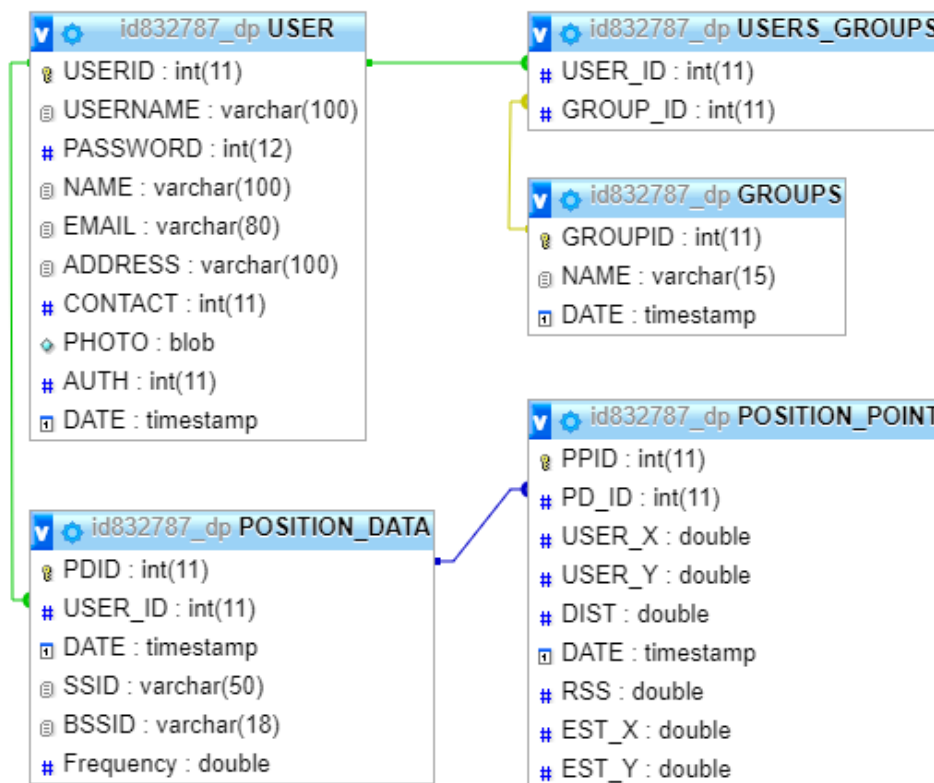 id832787_dp USER
USERID : int(11)
USERNAME : varchar(100)
PASSWORD : int(12)
NAME : varchar(100)
EMAIL : varchar(80)
ADDRESS : varchar(100)
CONTACT : int(11)
PHOTO : blob
AUTH : int(11)
DATE : timestamp
id832787_dp USERS_GROUPS
USER_ID : int(11)
GROUP_ID : int(11)
id832787_dp GROUPS
GROUPID : int(11)
NAME : varchar(15)
DATE : timestamp
id832787_dp POSITION_DATA
PDID : int(11)
USER_ID : int(11)
DATE : timestamp
SSID : varchar(50)
BSSID : varchar(18)
Frequency : double
id832787_dp POSITION_POINT
PPID : int(11)
PD_ID : int(11)
USER_X : double
USER_Y : double
DIST : double
DATE : timestamp
RSS : double
EST_X : double
EST_Y : double